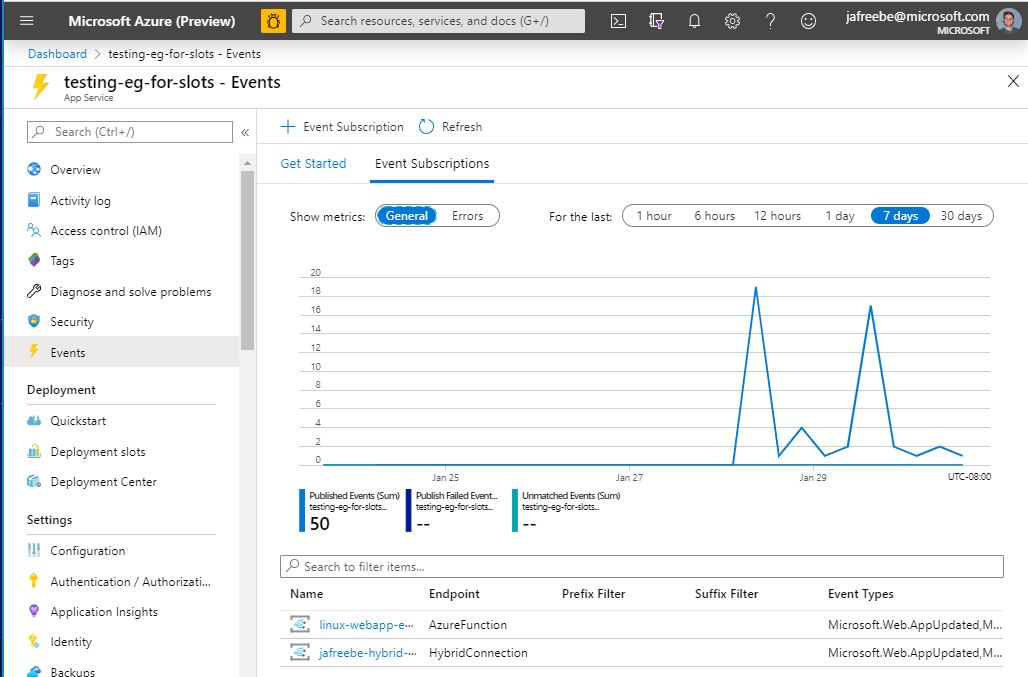 Microsoft Azure (Preview)
Search resources, services, and docs (G+/)
jafreebe@microsoft.com
MICROSOFT
Dashboard > testing-eg-for-slots - Events
testing-eg-for-slots - Events
App Service
Search (Ctrl+/)
«
Overview
Activity log
Access control (IAM)
Tags
Diagnose and solve problems
Security
Events
Deployment
Quickstart
Deployment slots
Deployment Center
Settings
Configuration
Authentication / Authorizati...
Application Insights
Identity
Backups
+ Event Subscription Refresh
Get Started Event Subscriptions
Show metrics: General Errors For the last: 1 hour 6 hours 12 hours 1 day 7 days 30 days
20
18
16
14
12
10
8
6
4
2
0
Jan 25 Jan 27 Jan 29 UTC-08:00
Published Events (Sum)
testing-eg-for-slots...
50
Publish Failed Event...
testing-eg-for-slots...
--
Unmatched Events (Sum)
testing-eg-for-slots...
--
Search to filter items...
Name Endpoint Prefix Filter Suffix Filter Event Types
linux-webapp-e··· AzureFunction Microsoft.Web.AppUpdated,M...
jafreebe-hybrid-··· HybridConnection Microsoft.Web.AppUpdated,M...